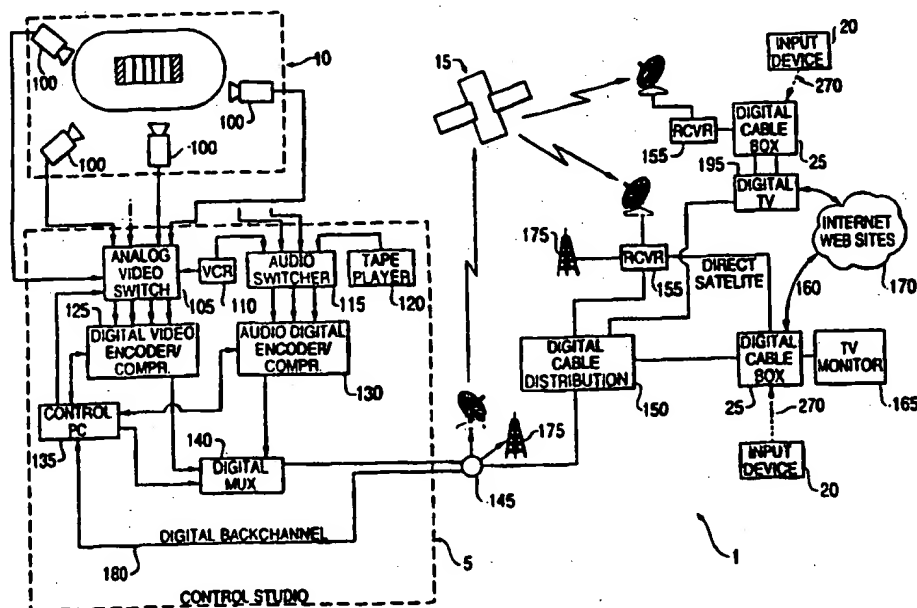 100
10
100
100
100
15
20
INPUT
DEVICE
270
RCVR
155
DIGITAL
CABLE
BOX
25
195
DIGITAL
TV
INTERNET
WEB SITES
170
175
RCVR
155
DIRECT
SATELITE
160
ANALOG
VIDEO
SWITCH
105
VCR
110
AUDIO
SWITCHER
115
TAPE
PLAYER
120
125
DIGITAL VIDEO
ENCODER/
COMPR.
AUDIO DIGITAL
ENCODER/
COMPR.
130
DIGITAL
CABLE
DISTRIBUTION
150
DIGITAL
CABLE
BOX
25
TV
MONITOR
165
270
INPUT
DEVICE
20
CONTROL
PC
135
140
DIGITAL
MUX
175
145
DIGITAL BACKCHANNEL
180
5
1
CONTROL STUDIO